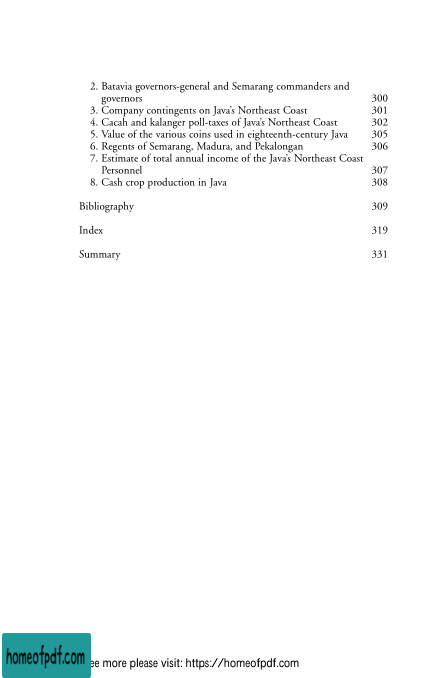 2. Batavia governors-general and Semarang commanders and
governors 300
3. Company contingents on Java's Northeast Coast 301
4. Cacah and kalanger poll-taxes of Java's Northeast Coast 302
5. Value of the various coins used in eighteenth-century Java 305
6. Regents of Semarang, Madura, and Pekalongan 306
7. Estimate of total annual income of the Java's Northeast Coast
Personnel 307
8. Cash crop production in Java 308
Bibliography 309
Index 319
Summary 331
homeofpdf.com ee more please visit: https://homeofpdf.com